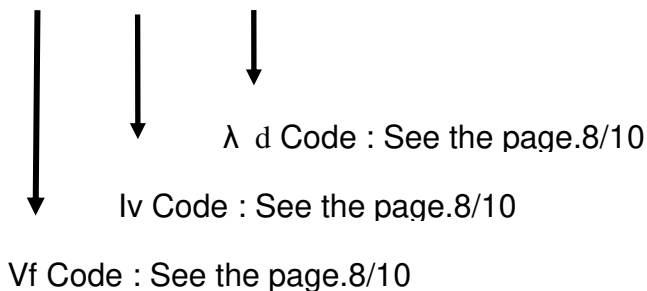 λ d Code : See the page.8/10
Iv Code : See the page.8/10
Vf Code : See the page.8/10